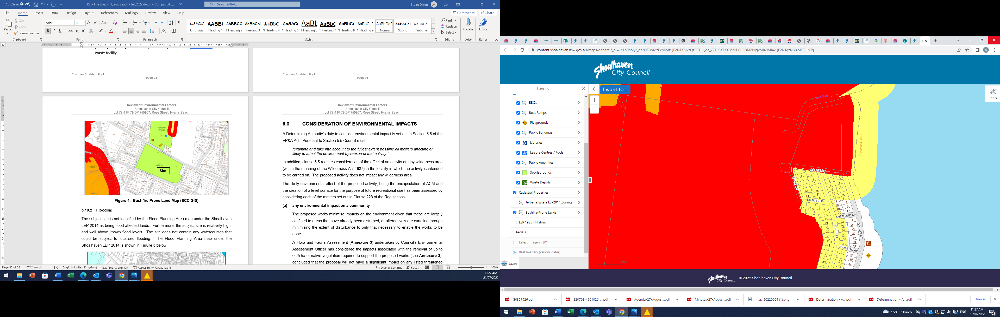 AutoSave Off
REF- Fire Shed - Hyams Beach - July2022.docx - Compatibility...
Search (Alt+Q)
Stuart Dixon
File Home Insert Draw Design Layout References Mailings Review View Help
Comments Share
Paste
Cut
Copy
Format Painter
Arial 11
AaBbCcL AABB( AABBCC AaBbCcI AaBbC AaBbC( AaBb AaBbC AaBbC( AaBbCcI AaBbCcI AaBbCcI AaBbCcC
Emphasis Heading 1 ¶ Heading 2 Heading 3 ¶ Heading 4 ¶ Heading 5 ¶ Heading 6 ¶ Heading 7 ¶ Heading 8 ¶ Heading 9 ¶ Normal Strong Subtitle
Find
Replace
Select
Dictate
Editor
Clipboard Font Paragraph Styles Editing Voice Editor
waste facility.
Cowman Stoddart Pty Ltd
Page 25
Cowman Stoddart Pty Ltd
Page 26
Review of Environmental Factors
Shoalhaven City Council
Lot 78 & Pt 79 DP 755907, Rose Street, Hyams Beach
Site
Figure 4: Bushfire Prone Land Map (SCC GIS)
5.10.2 Flooding
The subject site is not identified by the Flood Planning Area map under the Shoalhaven
LEP 2014 as being flood affected lands. Furthermore, the subject site is relatively high,
and well above known flood levels. The site does not contain any watercourses that
could be subject to localised flooding. The Flood Planning Area map under the
Shoalhaven LEP 2014 is shown in Figure 5 below.
Review of Environmental Factors
Shoalhaven City Council
Lot 78 & Pt 79 DP 755907, Rose Street, Hyams Beach
6.0 CONSIDERATION OF ENVIRONMENTAL IMPACTS
A Determining Authority's duty to consider environmental impact is set out in Section 5.5 of the
EP&A Act. Pursuant to Section 5.5 Council must :
"examine and take into account to the fullest extent possible all matters affecting or
likely to affect the environment by reason of that activity."
In addition, clause 5.5 requires consideration of the effect of an activity on any wilderness area
(within the meaning of the Wilderness Act 1987) in the locality in which the activity is intended
to be carried on. The proposed activity does not impact any wilderness area.
The likely environmental effect of the proposed activity, being the encapsulation of ACM and
the creation of a level surface for the purpose of future recreational use has been assessed by
considering each of the matters set out in Clause 228 of the Regulations.
(a) any environmental impact on a community
The proposed works minimise impacts on the environment given that these are largely
confined to areas that have already been disturbed, or alternatively are curtailed through
minimising the extent of disturbance to only that necessary to enable the works to be
done.
A Flora and Fauna Assessment (Annexure 3) undertaken by Council's Environmental
Assessment Officer has considered the impacts associated with the removal of up to
0.25 ha of native vegetation required to support the proposed works (see Annexure 3),
concluded that the proposal will not have a significant impact on any listed threatened
Page 33 of 52 10742 words English (United Kingdom) Text Predictions: On Accessibility: Unavailable
Display Settings Focus 100%
11:27 AM
21/07/2022
content.shoalhaven.nsw.gov.au/maps/general?_gl=1*1b0holy*_ga*ODYyMzExMjMzLjE2NTY5NzQzOTU.*_ga_Z7LP8XEXX3*MTY1ODM2NjgxMi40Mi4xLjE2NTgzNjY4MTQuNTg.
Shoalhaven
City Council
Layers
I want to...
Tools
BBQs
Boat Ramps
Playgrounds
Public Buildings
Libraries
Leisure Centres / Pools
Public Amenities
Sportsgrounds
Waste Depots
Cadastral Properties
Jerberra Estate LEP2014 Zoning
Bushfire Prone Lands
LEP 1985 - Historic
Aerials
Latest Imagery (2014)
Best Imagery (various dates)
Layers
Chinamans Beach
ASTER ST
ROSE ST
LOTUS ST
ANEMONE AV
TULIP ST
CYRUS ST
BAMBOO AV
Shoalhaven
City Council
© 2022 Shoalhaven City Council
G0357926.pdf
220708 - 201026_....pdf
Agenda-27-Augus....pdf
Minutes-27-Augus....pdf
map_20220604 (1).png
Determination - A....pdf
Determination - A....pdf
Show all
15°C Cloudy
ENG
11:27 AM
21/07/2022